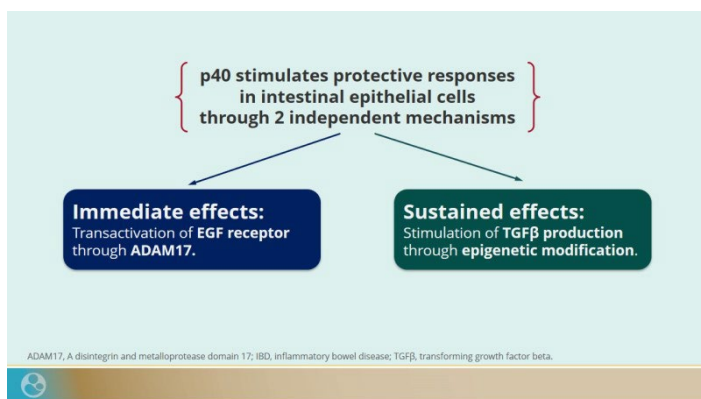 p40 stimulates protective responses
in intestinal epithelial cells
through 2 independent mechanisms
Immediate effects:
Transactivation of EGF receptor
through ADAM17.
Sustained effects:
Stimulation of TGFβ production
through epigenetic modification.
ADAM17, A disintegrin and metalloprotease domain 17; IBD, inflammatory bowel disease; TGFβ, transforming growth factor beta.